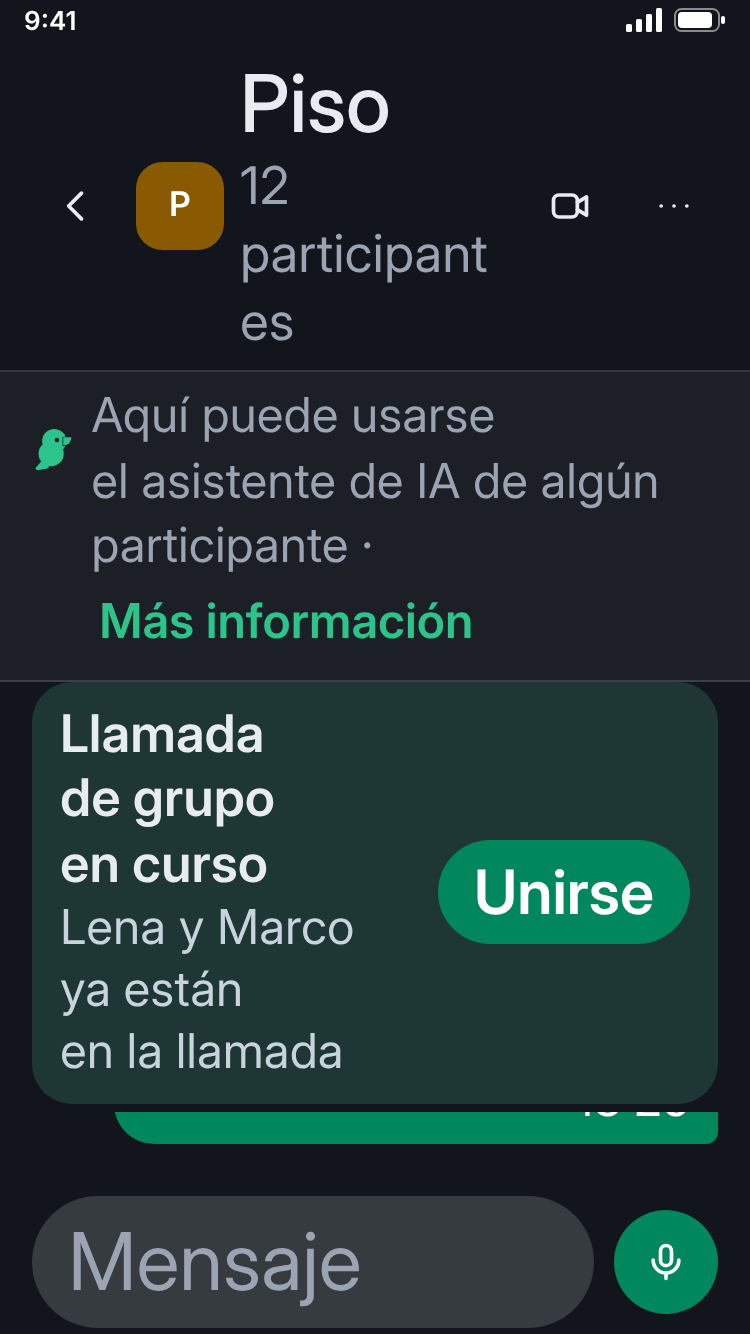 9:41
Piso
P
12
participant
es
Aquí puede usarse
el asistente de IA de algún
participante ·
Más información
Llamada
de grupo
en curso
Lena y Marco
ya están
en la llamada
Unirse
Mensaje